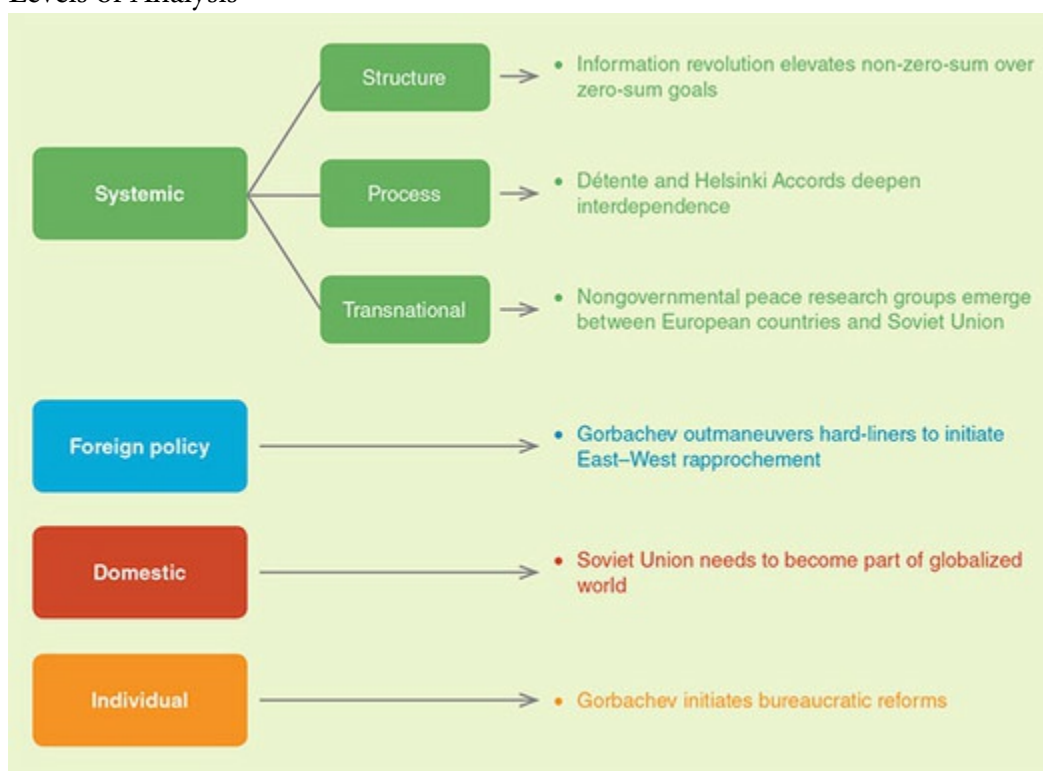 Levels of Analysis
Structure
Information revolution elevates non-zero-sum over
zero-sum goals
Systemic
Process
Détente and Helsinki Accords deepen
interdependence
Transnational
Nongovernmental peace research groups emerge
between European countries and Soviet Union
Foreign policy
Gorbachev outmaneuvers hard-liners to initiate
East–West rapprochement
Domestic
Soviet Union needs to become part of globalized
world
Individual
Gorbachev initiates bureaucratic reforms